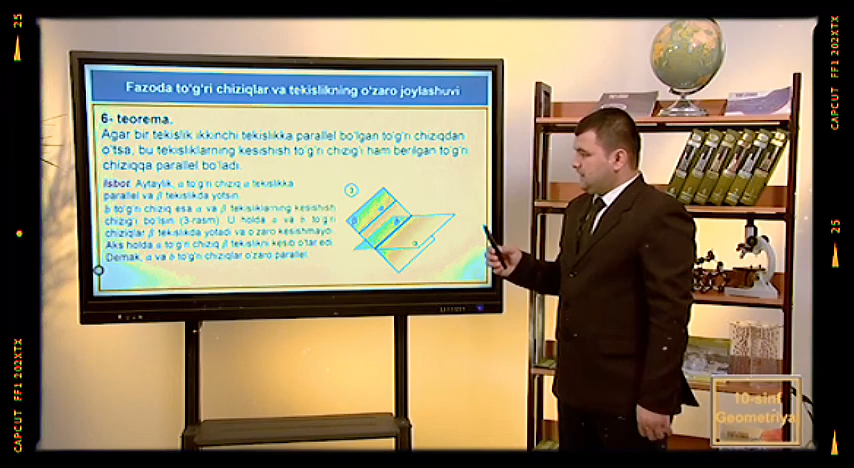 25
25
Fazoda to'g'ri chiziqlar va tekislikning o'zaro joylashuvi
6- teorema.
Agar bir tekislik ikkinchi tekislikka parallel bo'lgan to'g'ri chiziqdan
o'tsa, bu tekisliklarning kesishish to'g'ri chizig'i ham berilgan to'g'ri
chiziqqa parallel bo'ladi.
Isbot. Aytaylik, a to'g'ri chiziq α tekislikka
parallel va β tekislikda yotsin.
b to'g'ri chiziq esa α va β tekisliklarning kesishish
chizig'i bo'lsin. (3-rasm). U holda a va b to'g'ri
chiziqlar β tekislikda yotadi va o'zaro kesishmaydi.
Aks holda a to'g'ri chiziq β tekislikni kesib o'tar edi.
Demak, a va b to'g'ri chiziqlar o'zaro parallel.
3
10-sinf
Geometriya
CAPCUT FF1 202XTX
CAPCUT FF1 202XTX